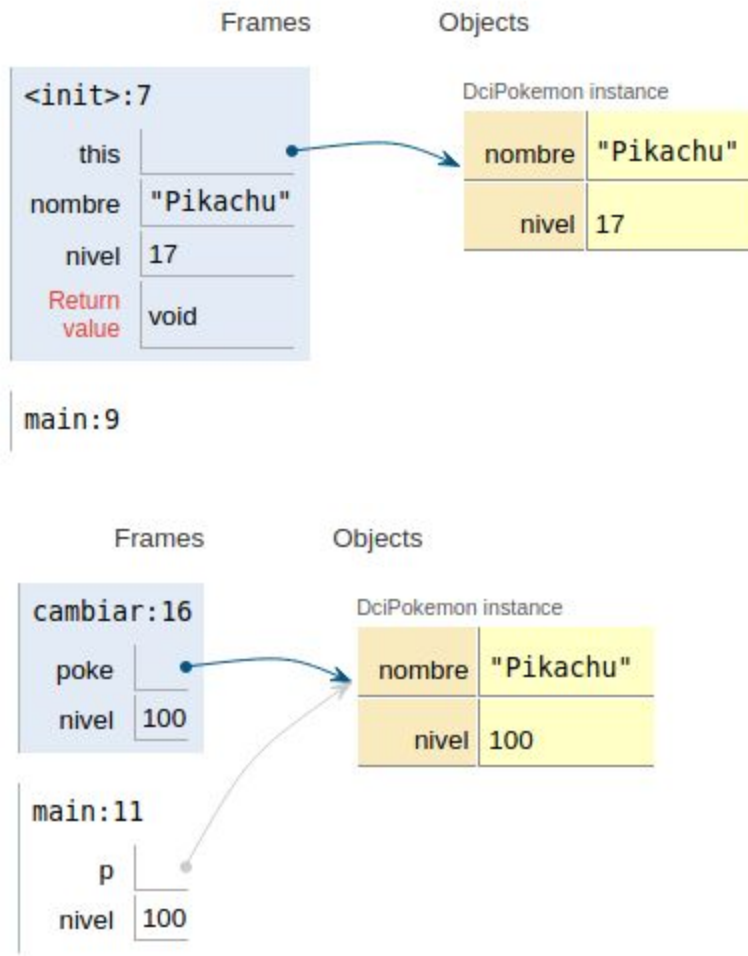 Frames Objects
<init>:7
DciPokemon instance
this
nombre "Pikachu"
nombre "Pikachu"
nivel 17
nivel 17
Return
value
void
main:9
Frames Objects
cambiar:16
DciPokemon instance
poke
nombre "Pikachu"
nivel 100
nivel 100
main:11
p
nivel 100